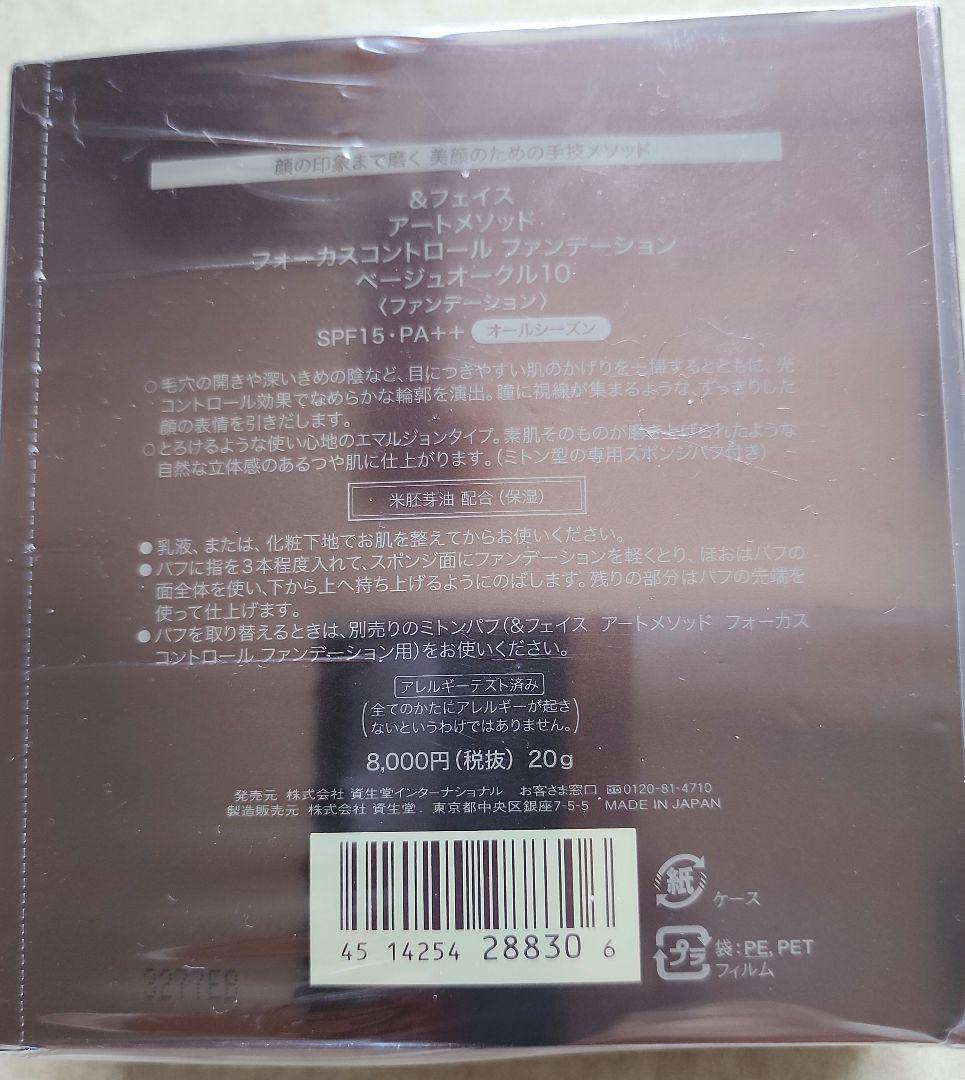 顔の印象まで磨く 美顔のための手技メソッド
&フェイス
アートメソッド
フォーカスコントロール ファンデーション
ベージュオークル10
〈ファンデーション〉
SPF15・PA++ オールシーズン
○毛穴の開きや深いきめの陰など、目につきやすい肌のかげりを一掃するとともに、光
コントロール効果でなめらかな輪郭を演出。瞳に視線が集まるような、すっきりした
顔の表情を引きだします。
○とろけるような使い心地のエマルジョンタイプ。素肌そのものが磨き上げられたような
自然な立体感のあるつや肌に仕上がります。(ミトン型の専用スポンジパフ付き)
米胚芽油 配合(保湿)
●乳液、または、化粧下地でお肌を整えてからお使いください。
●パフに指を3本程度入れて、スポンジ面にファンデーションを軽くとり、ほおはパフの
面全体を使い、下から上へ持ち上げるようにのばします。残りの部分はパフの先端を
使って仕上げます。
●パフを取り替えるときは、別売りのミトンパフ(&フェイス アートメソッド フォーカス
コントロール ファンデーション用)をお使いください。
アレルギーテスト済み
(全てのかたにアレルギーが起き
ないというわけではありません。)
8,000円(税抜) 20g
発売元 株式会社 資生堂インターナショナル お客さま窓口 0120-81-4710
製造販売元 株式会社 資生堂. 東京都中央区銀座7-5-5 MADE IN JAPAN
45 14254 28830 6
紙 ケース
プラ 袋:PE, PET
フィルム
3277EB